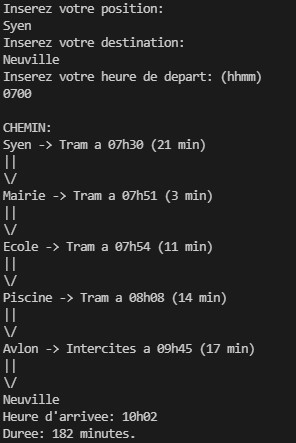 Inserez votre position:
Syen
Inserez votre destination:
Neuville
Inserez votre heure de depart: (hhmm)
0700

CHEMIN:
Syen -> Tram a 07h30 (21 min)
||
\/
Mairie -> Tram a 07h51 (3 min)
||
\/
Ecole -> Tram a 07h54 (11 min)
||
\/
Piscine -> Tram a 08h08 (14 min)
||
\/
Avlon -> Intercites a 09h45 (17 min)
||
\/
Neuville
Heure d'arrivee: 10h02
Duree: 182 minutes.